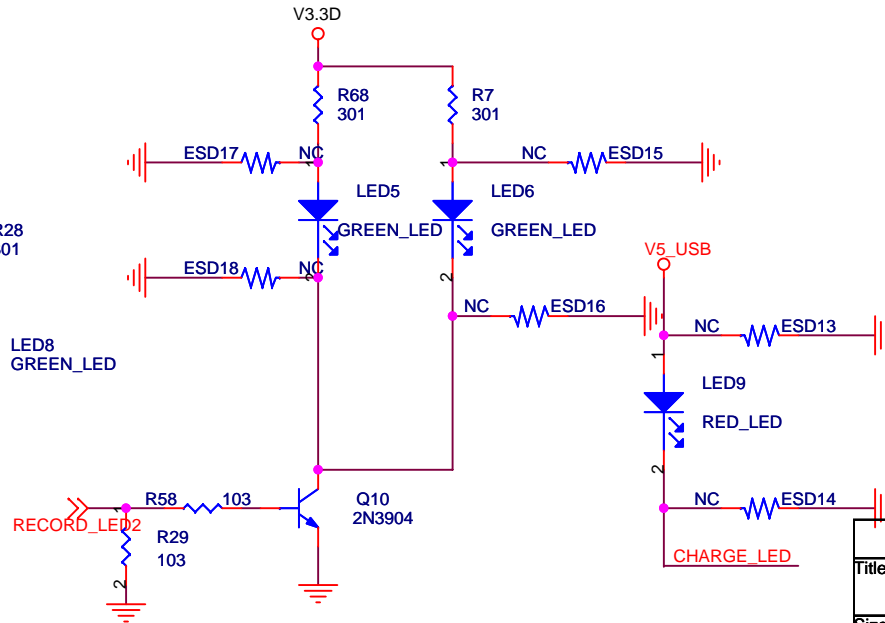 V3.3D
R68
301
R7
301
ESD17
NC
1
1
NC
ESD15
LED5
GREEN_LED
LED6
GREEN_LED
R28
301
V5_USB
ESD18
NC
2
2
NC
ESD16
NC
ESD13
LED8
GREEN_LED
1
LED9
RED_LED
2
R58
103
1
RECORD_LED2
Q10
2N3904
R29
103
2
NC
ESD14
CHARGE_LED
Title
Size